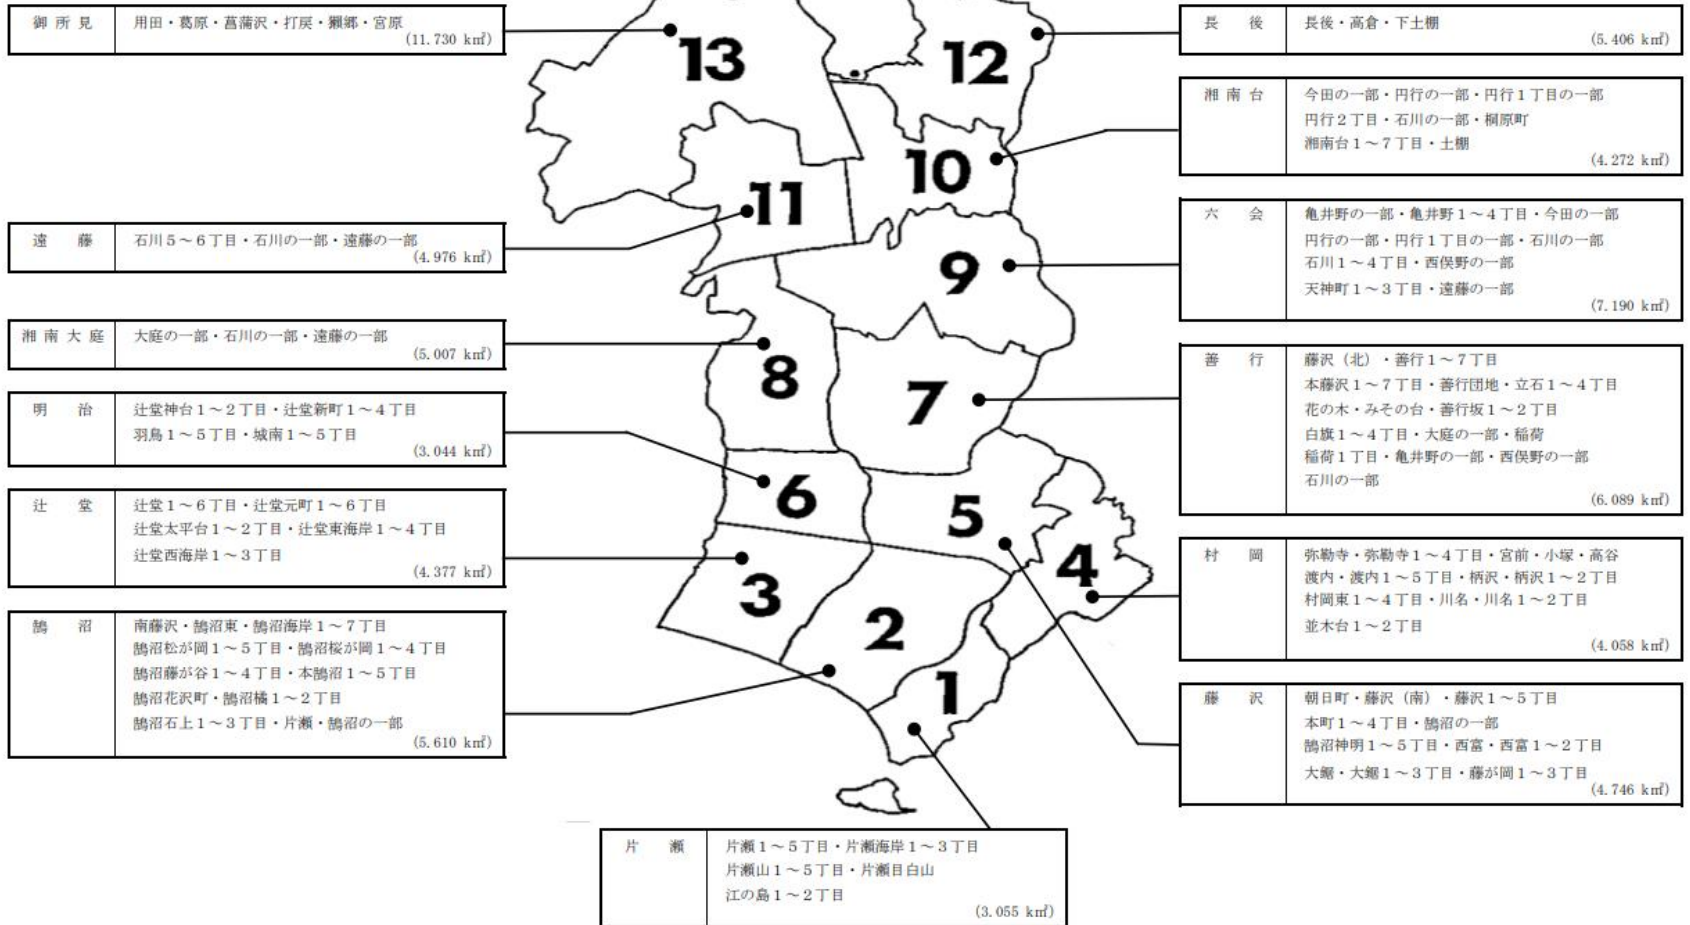 御所見
用田・葛原・菖蒲沢・打戻・獺郷・宮原
(11.730 k㎡)
遠藤
石川５～６丁目・石川の一部・遠藤の一部
(4.976 k㎡)
湘南大庭
大庭の一部・石川の一部・遠藤の一部
(5.007 k㎡)
明治
辻堂神台１～２丁目・辻堂新町１～４丁目
羽鳥１～５丁目・城南１～５丁目
(3.044 k㎡)
辻堂
辻堂１～６丁目・辻堂元町１～６丁目
辻堂太平台１～２丁目・辻堂東海岸１～４丁目
辻堂西海岸１～３丁目
(4.377 k㎡)
鵠沼
南藤沢・鵠沼東・鵠沼海岸１～７丁目
鵠沼松が岡１～５丁目・鵠沼桜が岡１～４丁目
鵠沼藤が谷１～４丁目・本鵠沼１～５丁目
鵠沼花沢町・鵠沼橘１～２丁目
鵠沼石上１～３丁目・片瀬・鵠沼の一部
(5.610 k㎡)
13
12
10
11
9
8
7
6
5
4
3
2
1
長後
長後・高倉・下土棚
(5.406 k㎡)
湘南台
今田の一部・円行の一部・円行１丁目の一部
円行２丁目・石川の一部・桐原町
湘南台１～７丁目・土棚
(4.272 k㎡)
六会
亀井野の一部・亀井野１～４丁目・今田の一部
円行の一部・円行１丁目の一部・石川の一部
石川１～４丁目・西俣野の一部
天神町１～３丁目・遠藤の一部
(7.190 k㎡)
善行
藤沢（北）・善行１～７丁目
本藤沢１～７丁目・善行団地・立石１～４丁目
花の木・みその台・善行坂１～２丁目
白旗１～４丁目・大庭の一部・稲荷
稲荷１丁目・亀井野の一部・西俣野の一部
石川の一部
(6.089 k㎡)
村岡
弥勒寺・弥勒寺１～４丁目・宮前・小塚・高谷
渡内・渡内１～５丁目・柄沢・柄沢１～２丁目
村岡東１～４丁目・川名・川名１～２丁目
並木台１～２丁目
(4.058 k㎡)
藤沢
朝日町・藤沢（南）・藤沢１～５丁目
本町１～４丁目・鵠沼の一部
鵠沼神明１～５丁目・西富・西富１～２丁目
大鋸・大鋸１～３丁目・藤が岡１～３丁目
(4.746 k㎡)
片瀬
片瀬１～５丁目・片瀬海岸１～３丁目
片瀬山１～５丁目・片瀬目白山
江の島１～２丁目
(3.055 k㎡)